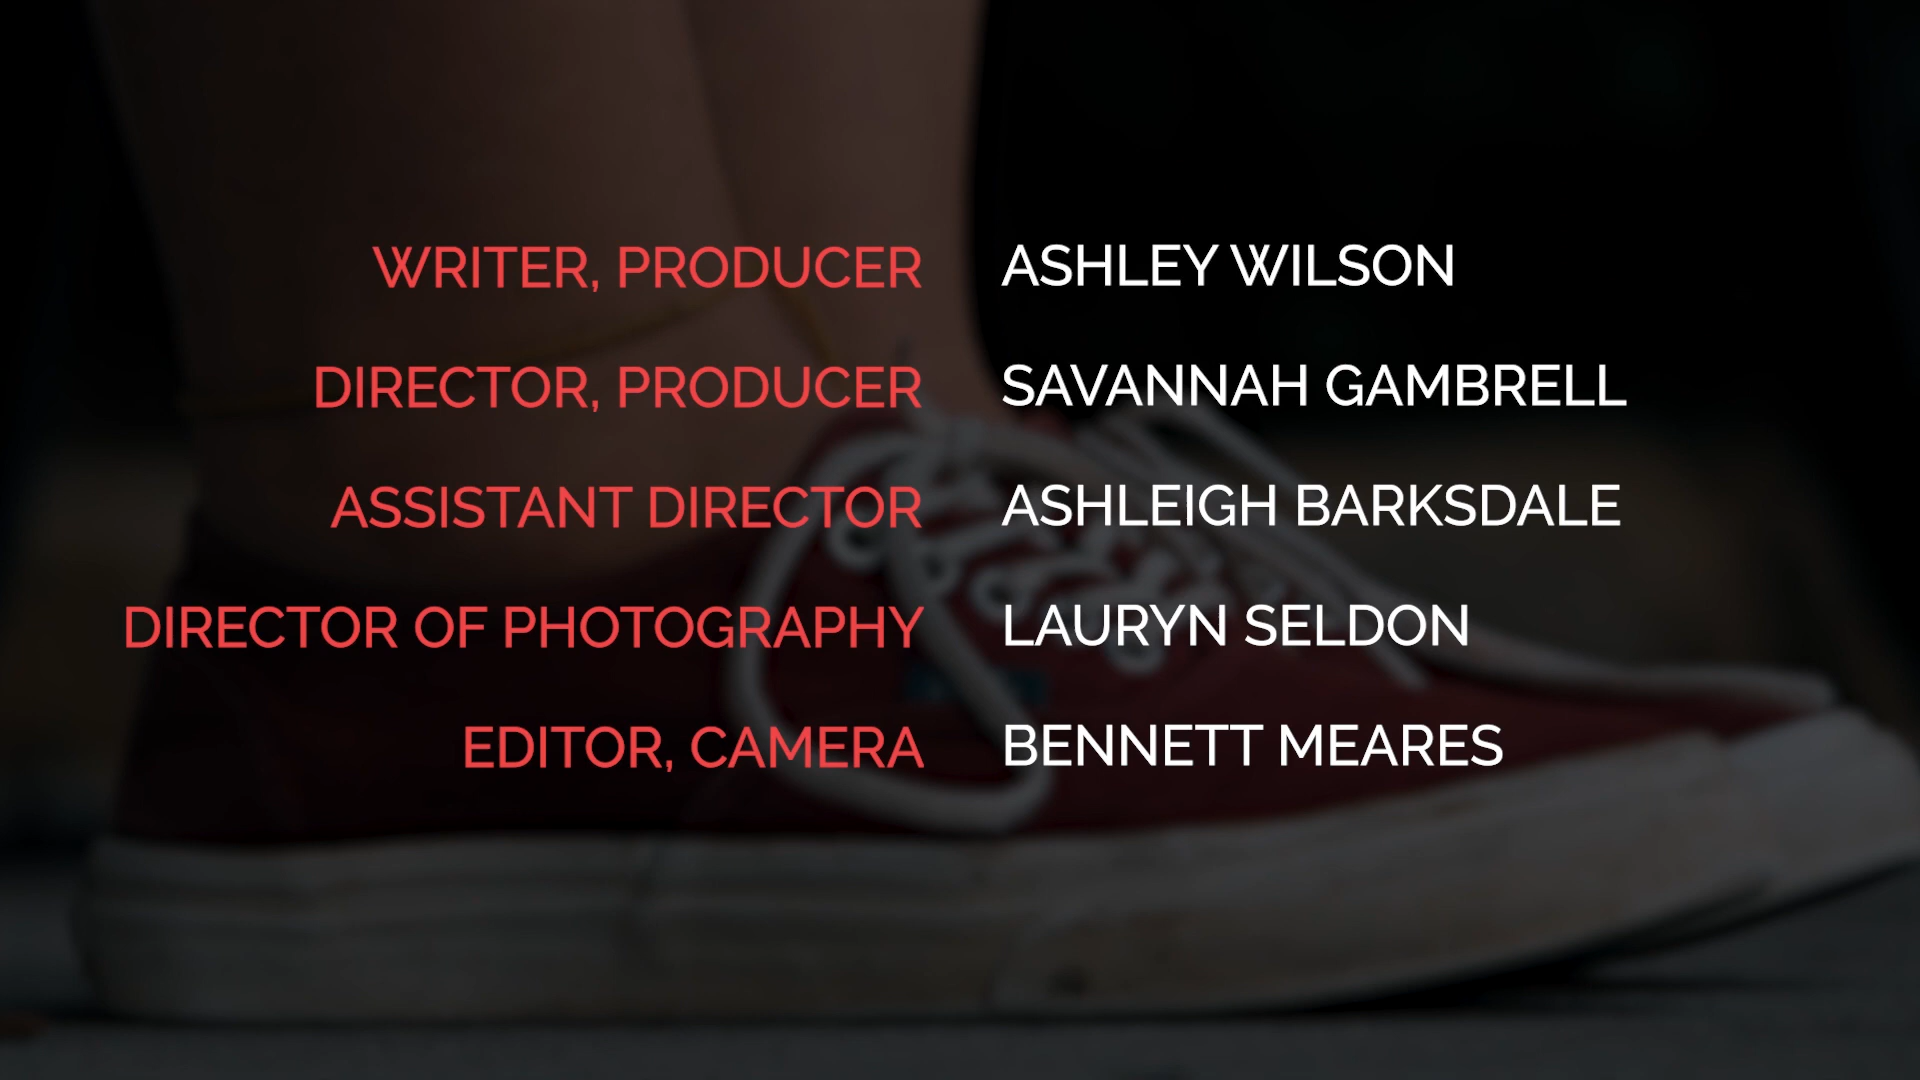 WRITER, PRODUCER ASHLEY WILSON
DIRECTOR, PRODUCER SAVANNAH GAMBRELL
ASSISTANT DIRECTOR ASHLEIGH BARKSDALE
DIRECTOR OF PHOTOGRAPHY LAURYN SELDON
EDITOR, CAMERA BENNETT MEARES